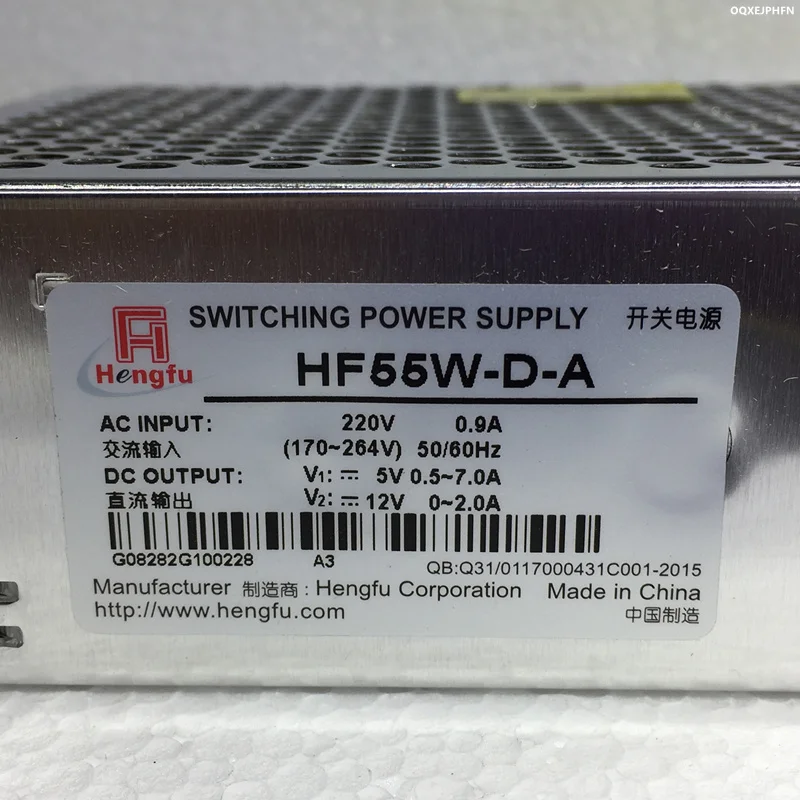 OQXEJPHFN
SWITCHING POWER SUPPLY 开关电源
Hengfu
HF55W-D-A
AC INPUT: 220V 0.9A
交流输入 (170~264V) 50/60Hz
DC OUTPUT: V1: 5V 0.5~7.0A
直流输出 V2: 12V 0~2.0A
G08282G100228 A3
QB:Q31/0117000431C001-2015
Manufacturer 制造商: Hengfu Corporation Made in China
http://www.hengfu.com 中国制造